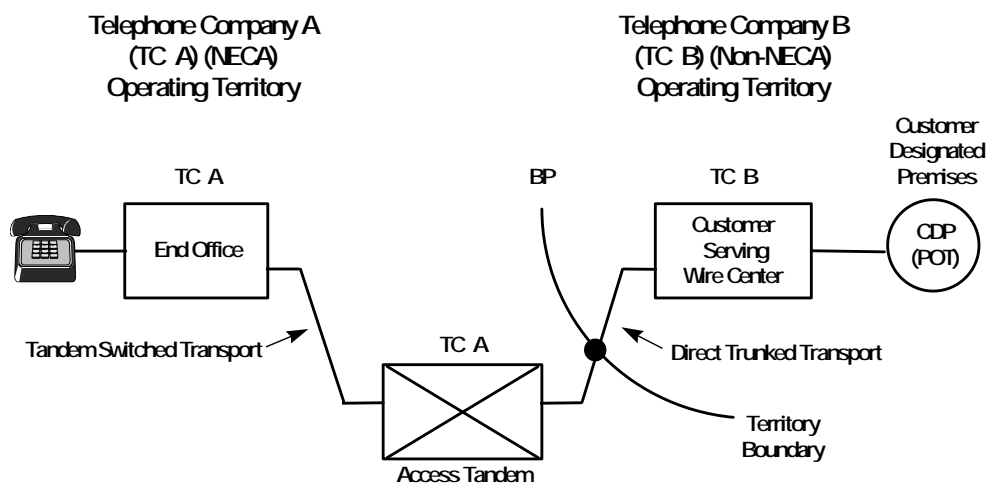 Telephone Company A
(TC A) (NECA)
Operating Territory
Telephone Company B
(TC B) (Non-NECA)
Operating Territory
Customer
Designated
Premises
TC A
BP
TC B
End Office
Customer
Serving
Wire Center
CDP
(POT)
Tandem Switched Transport
TC A
Direct Trunked Transport
Territory
Boundary
Access Tandem